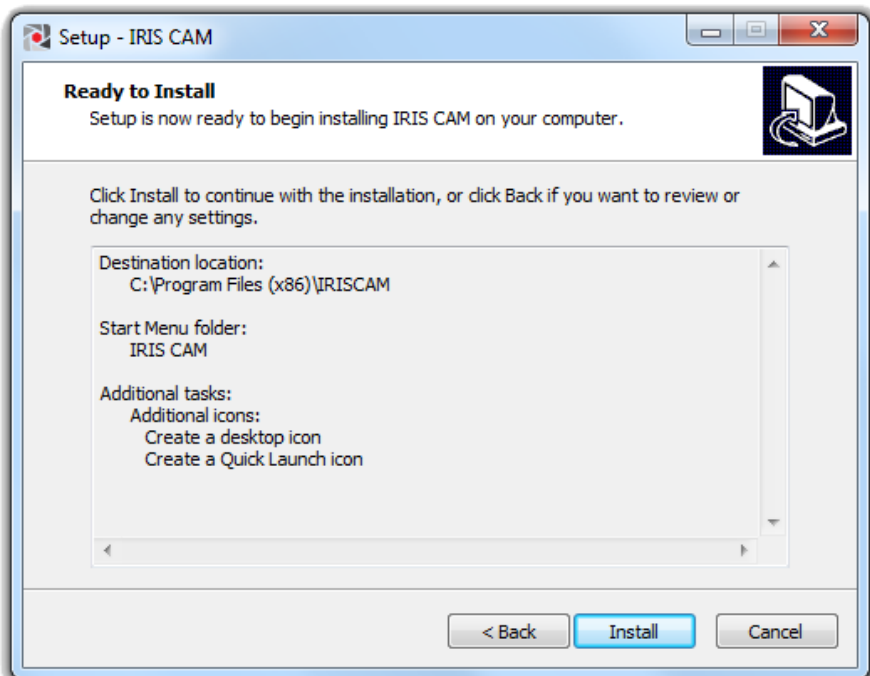 Setup - IRIS CAM
Ready to Install
Setup is now ready to begin installing IRIS CAM on your computer.
Click Install to continue with the installation, or click Back if you want to review or
change any settings.
Destination location:
C:\Program Files (x86)\IRISCAM
Start Menu folder:
IRIS CAM
Additional tasks:
Additional icons:
Create a desktop icon
Create a Quick Launch icon
< Back Install Cancel